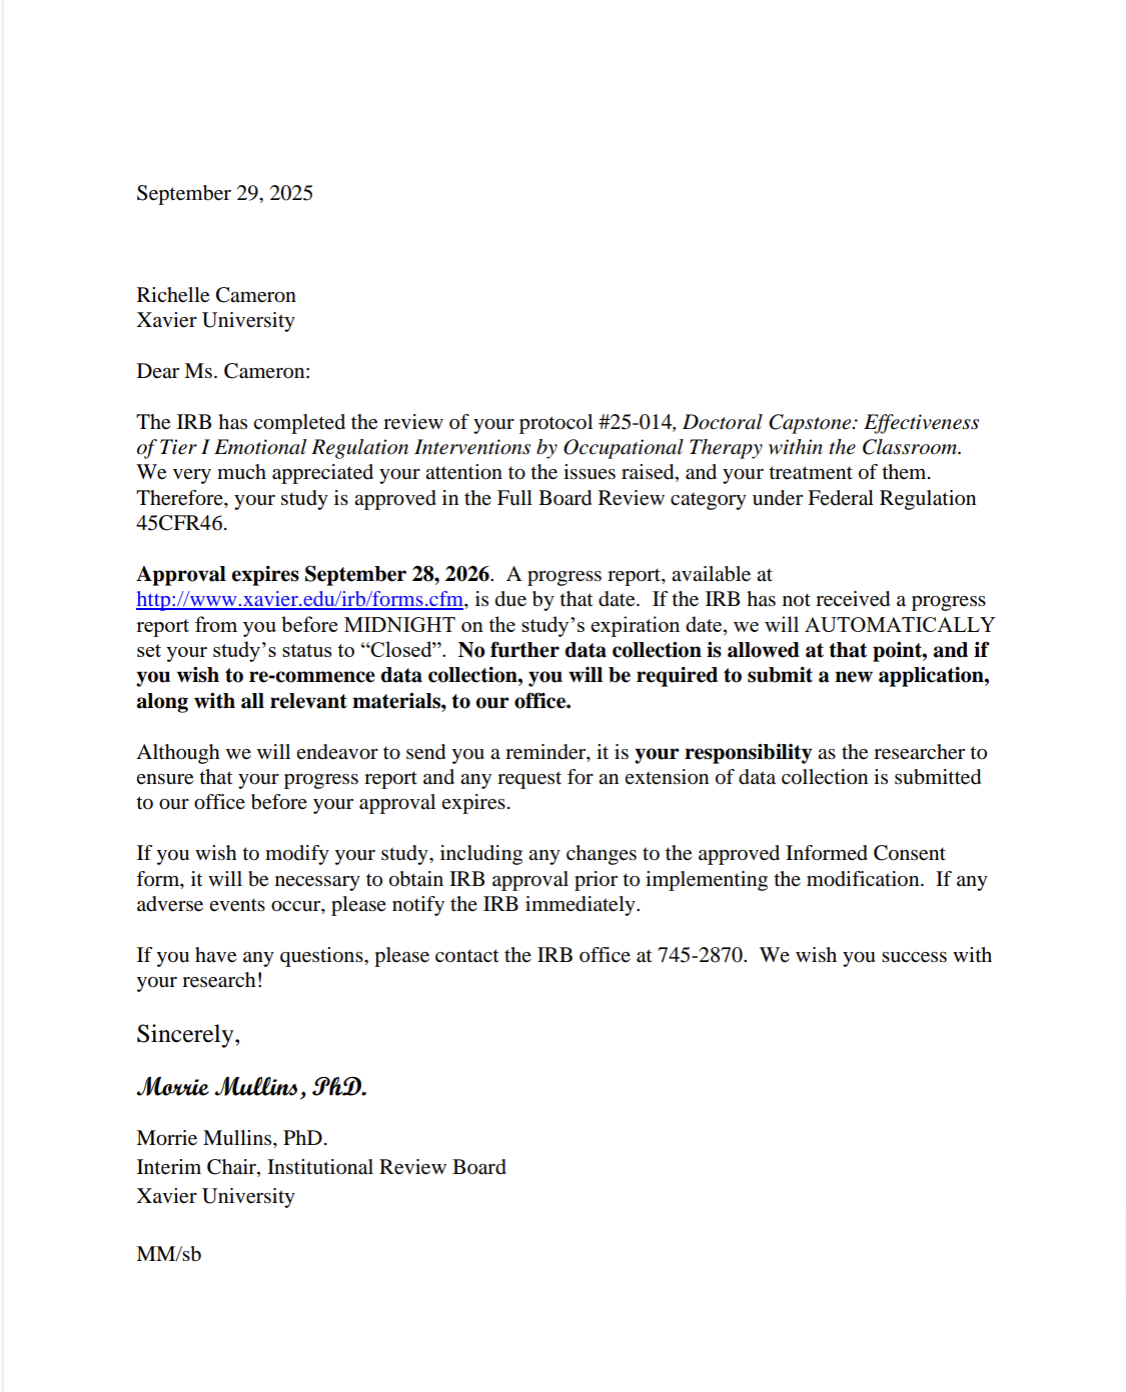 September 29, 2025
Richelle Cameron
Xavier University
Dear Ms. Cameron:
The IRB has completed the review of your protocol #25-014, Doctoral Capstone: Effectiveness
of Tier I Emotional Regulation Interventions by Occupational Therapy within the Classroom.
We very much appreciated your attention to the issues raised, and your treatment of them.
Therefore, your study is approved in the Full Board Review category under Federal Regulation
45CFR46.
Approval expires September 28, 2026.  A progress report, available at
http://www.xavier.edu/irb/forms.cfm, is due by that date.  If the IRB has not received a progress
report from you before MIDNIGHT on the study’s expiration date, we will AUTOMATICALLY
set your study’s status to “Closed”.  No further data collection is allowed at that point, and if
you wish to re-commence data collection, you will be required to submit a new application,
along with all relevant materials, to our office.
Although we will endeavor to send you a reminder, it is your responsibility as the researcher to
ensure that your progress report and any request for an extension of data collection is submitted
to our office before your approval expires.
If you wish to modify your study, including any changes to the approved Informed Consent
form, it will be necessary to obtain IRB approval prior to implementing the modification.  If any
adverse events occur, please notify the IRB immediately.
If you have any questions, please contact the IRB office at 745-2870.  We wish you success with
your research!
Sincerely,
Morrie Mullins, PhD.
Morrie Mullins, PhD.
Interim Chair, Institutional Review Board
Xavier University
MM/sb